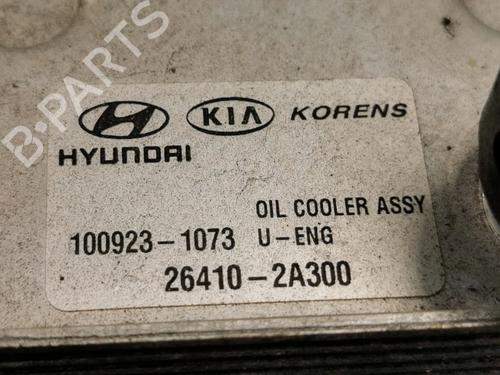 B-PARTS
KIA KORENS
HYUNDAI
OIL COOLER ASSY
100923-1073 U-ENG
26410-2A300